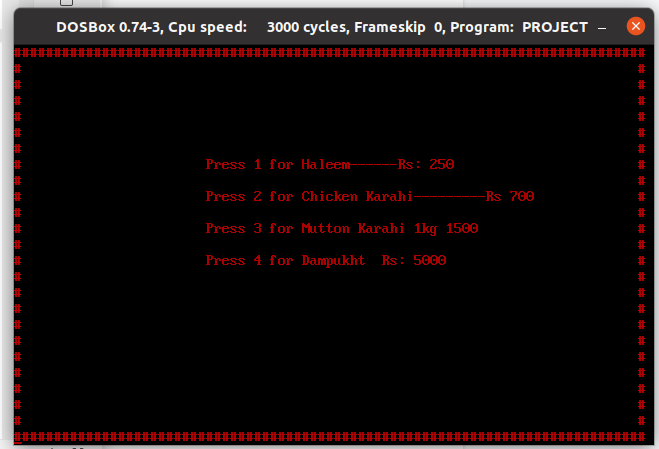 DOSBox 0.74-3, Cpu speed: 3000 cycles, Frameskip 0, Program: PROJECT
Press 1 for Haleem------Rs: 250
Press 2 for Chicken Karahi---------Rs 700
Press 3 for Mutton Karahi 1kg 1500
Press 4 for Dampukht  Rs: 5000